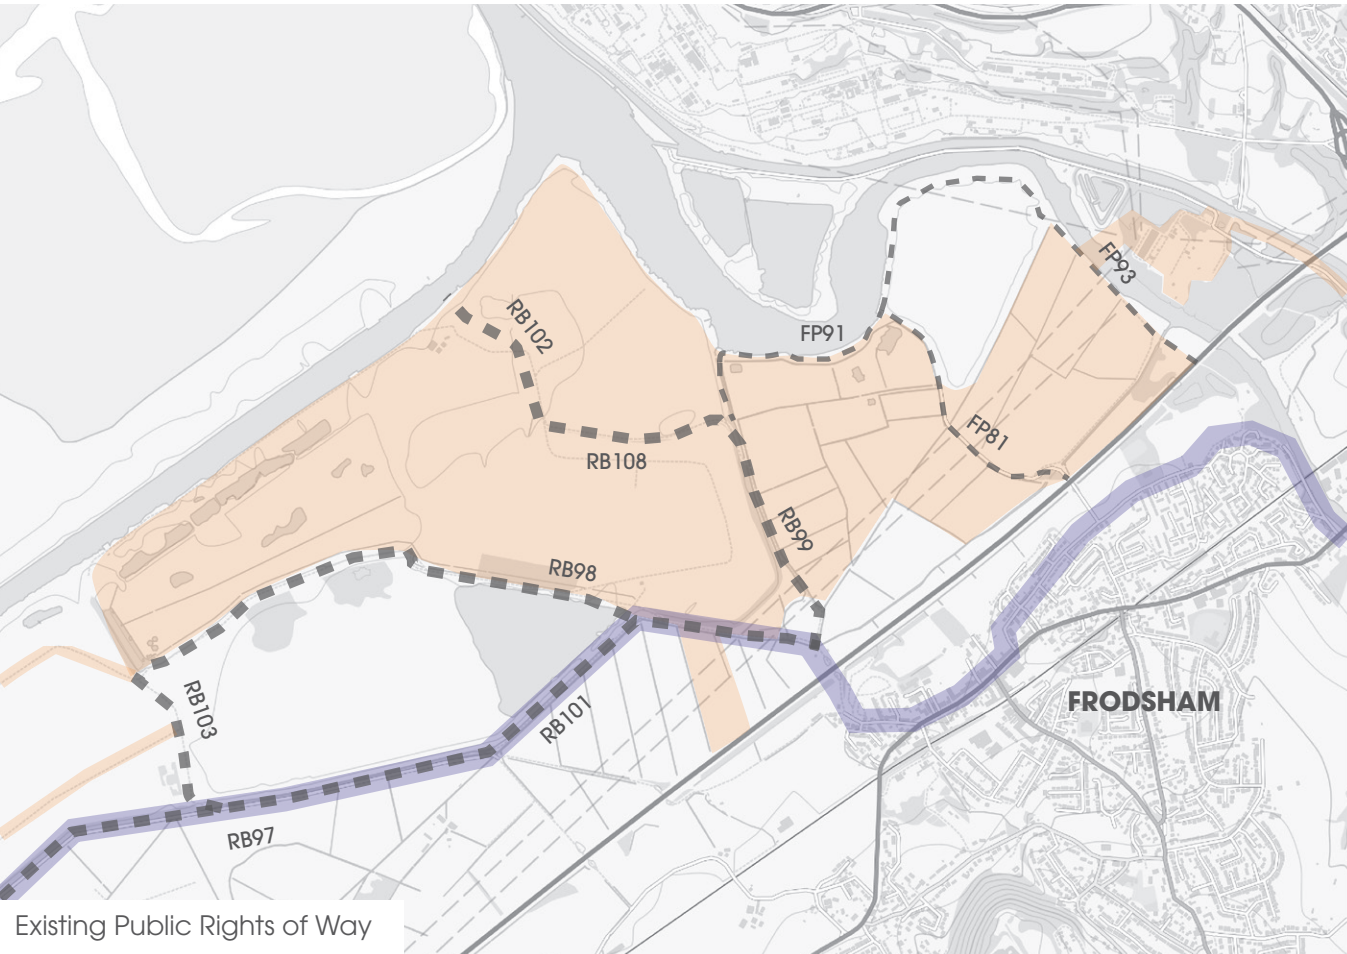 FP93
RB102
FP91
FP81
RB108
RB99
RB98
RB103
RB101
FRODSHAM
RB97
Existing Public Rights of Way